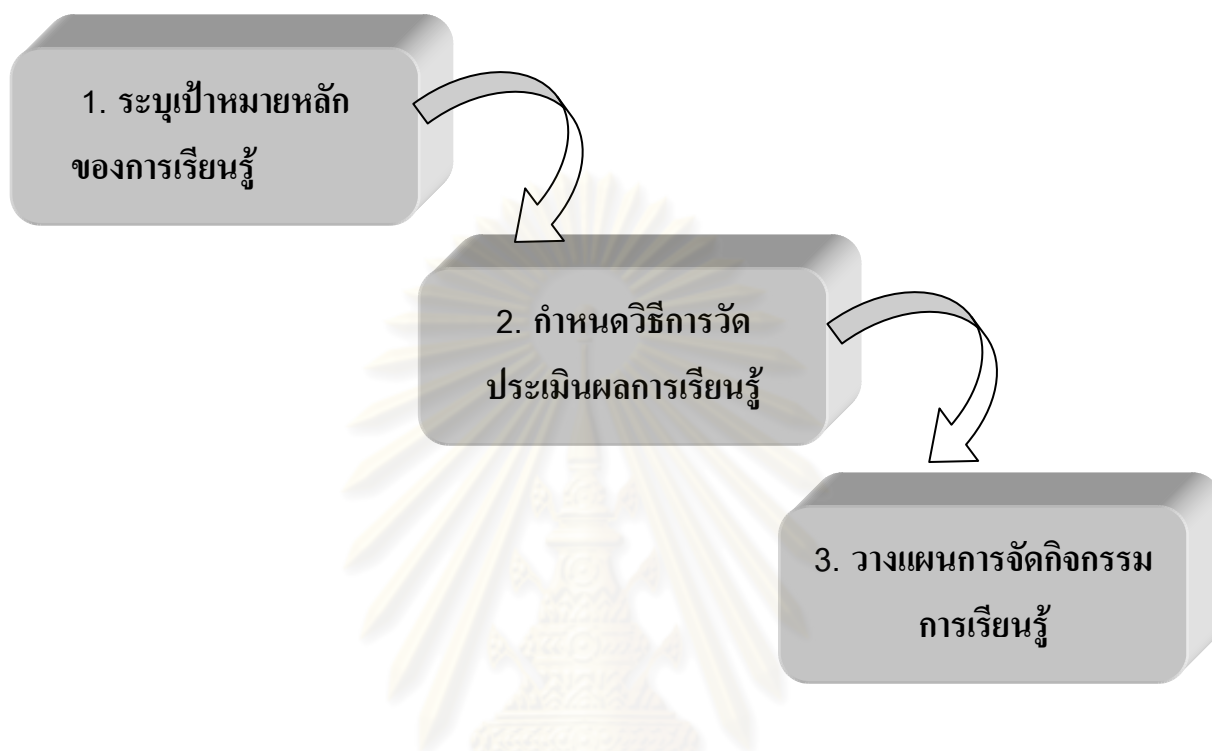 1. ระบุเป้าหมายหลัก
ของการเรียนรู้
2. กำหนดวิธีการวัด
ประเมินผลการเรียนรู้
3. วางแผนการจัดกิจกรรม
การเรียนรู้